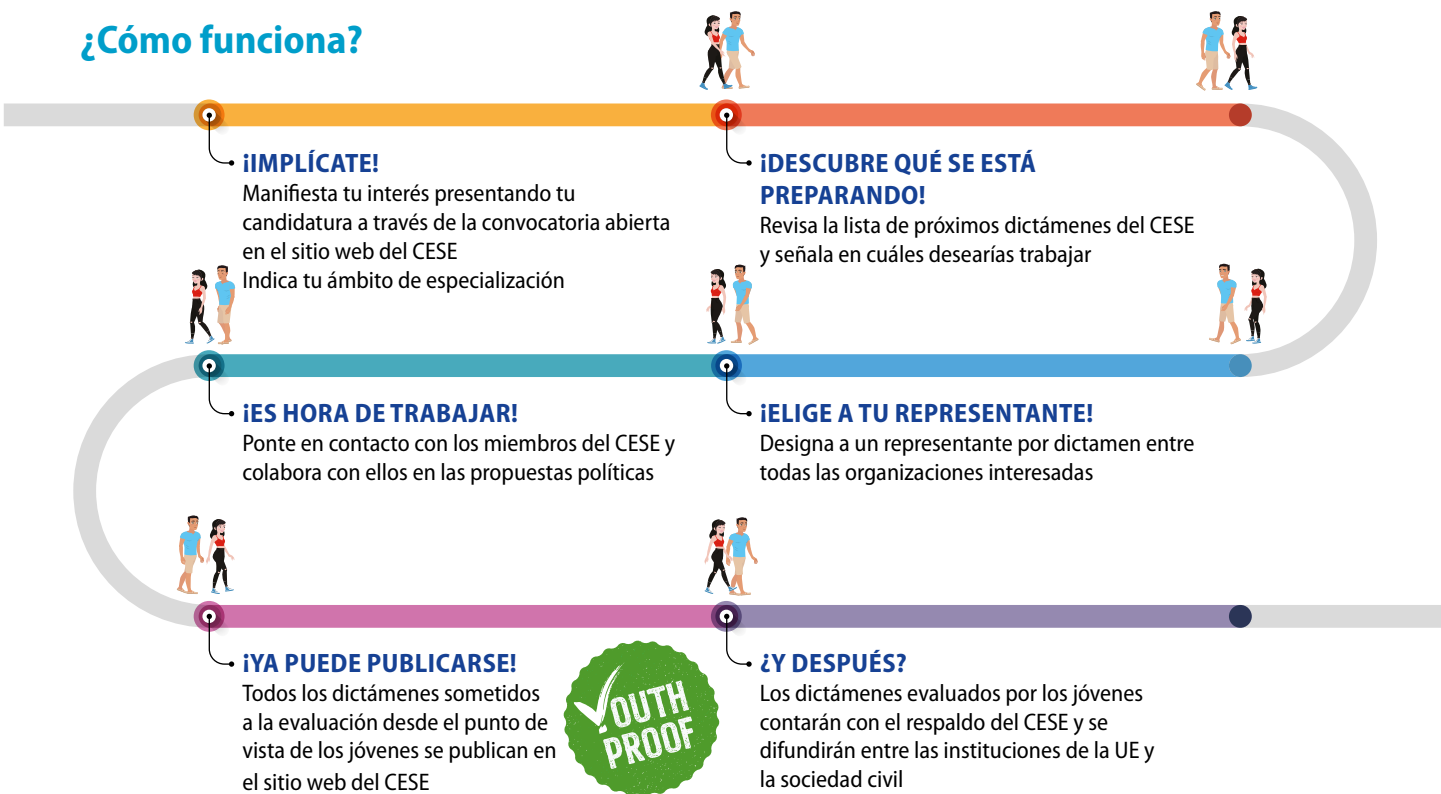 ¿Cómo funciona?
¡IMPLÍCATE!
Manifiesta tu interés presentando tu
candidatura a través de la convocatoria abierta
en el sitio web del CESE
Indica tu ámbito de especialización
¡DESCUBRE QUÉ SE ESTÁ
PREPARANDO!
Revisa la lista de próximos dictámenes del CESE
y señala en cuáles desearías trabajar
¡ELIGE A TU REPRESENTANTE!
Designa a un representante por dictamen entre
todas las organizaciones interesadas
¡ES HORA DE TRABAJAR!
Ponte en contacto con los miembros del CESE y
colabora con ellos en las propuestas políticas
¡YA PUEDE PUBLICARSE!
Todos los dictámenes sometidos
a la evaluación desde el punto de
vista de los jóvenes se publican en
el sitio web del CESE
YOUTH
PROOF
¿Y DESPUÉS?
Los dictámenes evaluados por los jóvenes
contarán con el respaldo del CESE y se
difundirán entre las instituciones de la UE y
la sociedad civil